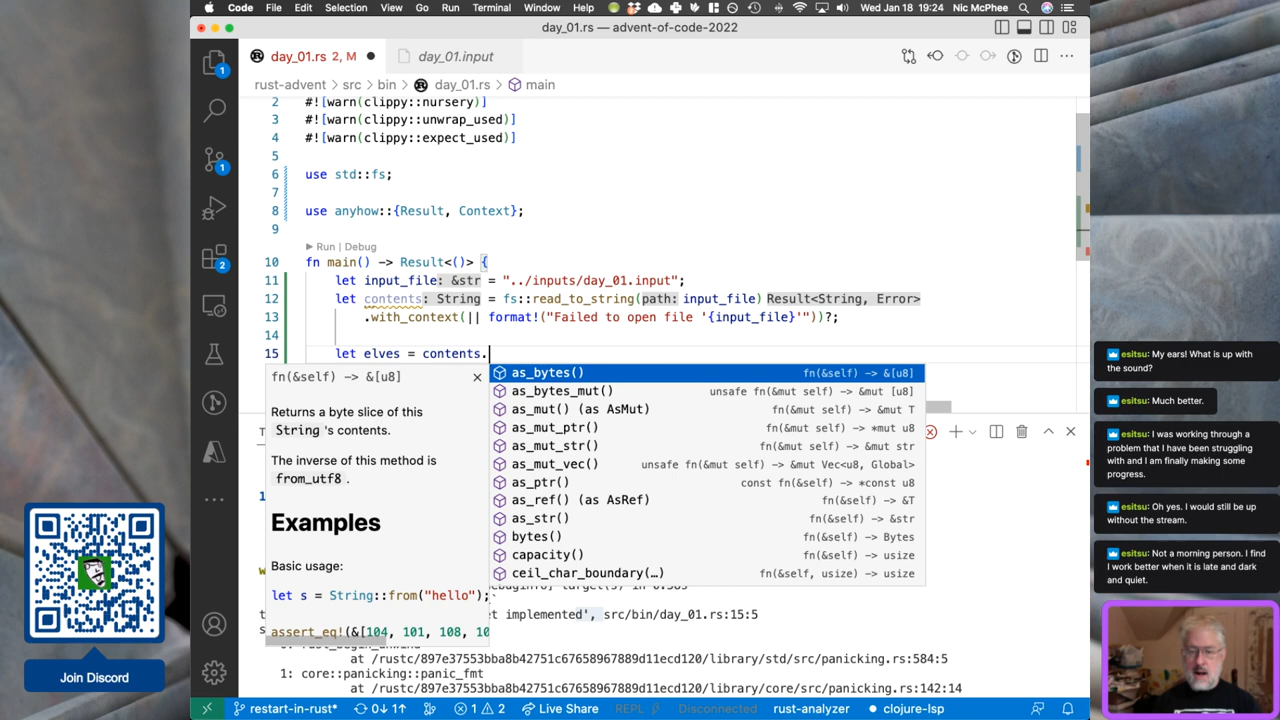 Code File Edit Selection View Go Run Terminal Window Help Wed Jan 18 19:24 Nic McPhee
day_01.rs — advent-of-code-2022
day_01.rs 2, M day_01.input
rust-advent > src > bin > day_01.rs > main
2 #![warn(clippy::nursery)]
3 #![warn(clippy::unwrap_used)]
4 #![warn(clippy::expect_used)]
5
6 use std::fs;
7
8 use anyhow::{Result, Context};
9
Run | Debug
10 fn main() -> Result<()> {
11 let input_file: &str = "../inputs/day_01.input";
12 let contents: String = fs::read_to_string(path: input_file) Result<String, Error>
13 .with_context(|| format!("Failed to open file '{input_file}'"))?;
14
15 let elves = contents.
fn(&self) -> &[u8]
Returns a byte slice of this
String 's contents.
The inverse of this method is
from_utf8 .
Examples
Basic usage:
let s = String::from("hello");
assert_eq!(&[104, 101, 108, 10
as_bytes() fn(&self) -> &[u8]
as_bytes_mut() unsafe fn(&mut self) -> &mut [u8]
as_mut() (as AsMut) fn(&mut self) -> &mut T
as_mut_ptr() fn(&mut self) -> *mut u8
as_mut_str() fn(&mut self) -> &mut str
as_mut_vec() unsafe fn(&mut self) -> &mut Vec<u8, Global>
as_ptr() const fn(&self) -> *const u8
as_ref() (as AsRef) fn(&self) -> &T
as_str() fn(&self) -> &str
bytes() fn(&self) -> Bytes
capacity() fn(&self) -> usize
ceil_char_boundary(…) fn(&self, usize) -> usize
t implemented', src/bin/day_01.rs:15:5
at /rustc/897e37553bba8b42751c67658967889d11ecd120/library/std/src/panicking.rs:584:5
1: core::panicking::panic_fmt
at /rustc/897e37553bba8b42751c67658967889d11ecd120/library/core/src/panicking.rs:142:14
restart-in-rust* 0↓ 1↑ 1 2 Live Share REPL Disconnected rust-analyzer clojure-lsp
1
1
2
Join Discord
esitsu: My ears! What is up with
the sound?
esitsu: Much better.
esitsu: I was working through a
problem that I have been struggling
with and I am finally making some
progress.
esitsu: Oh yes. I would still be up
without the stream.
esitsu: Not a morning person. I find
I work better when it is late and dark
and quiet.